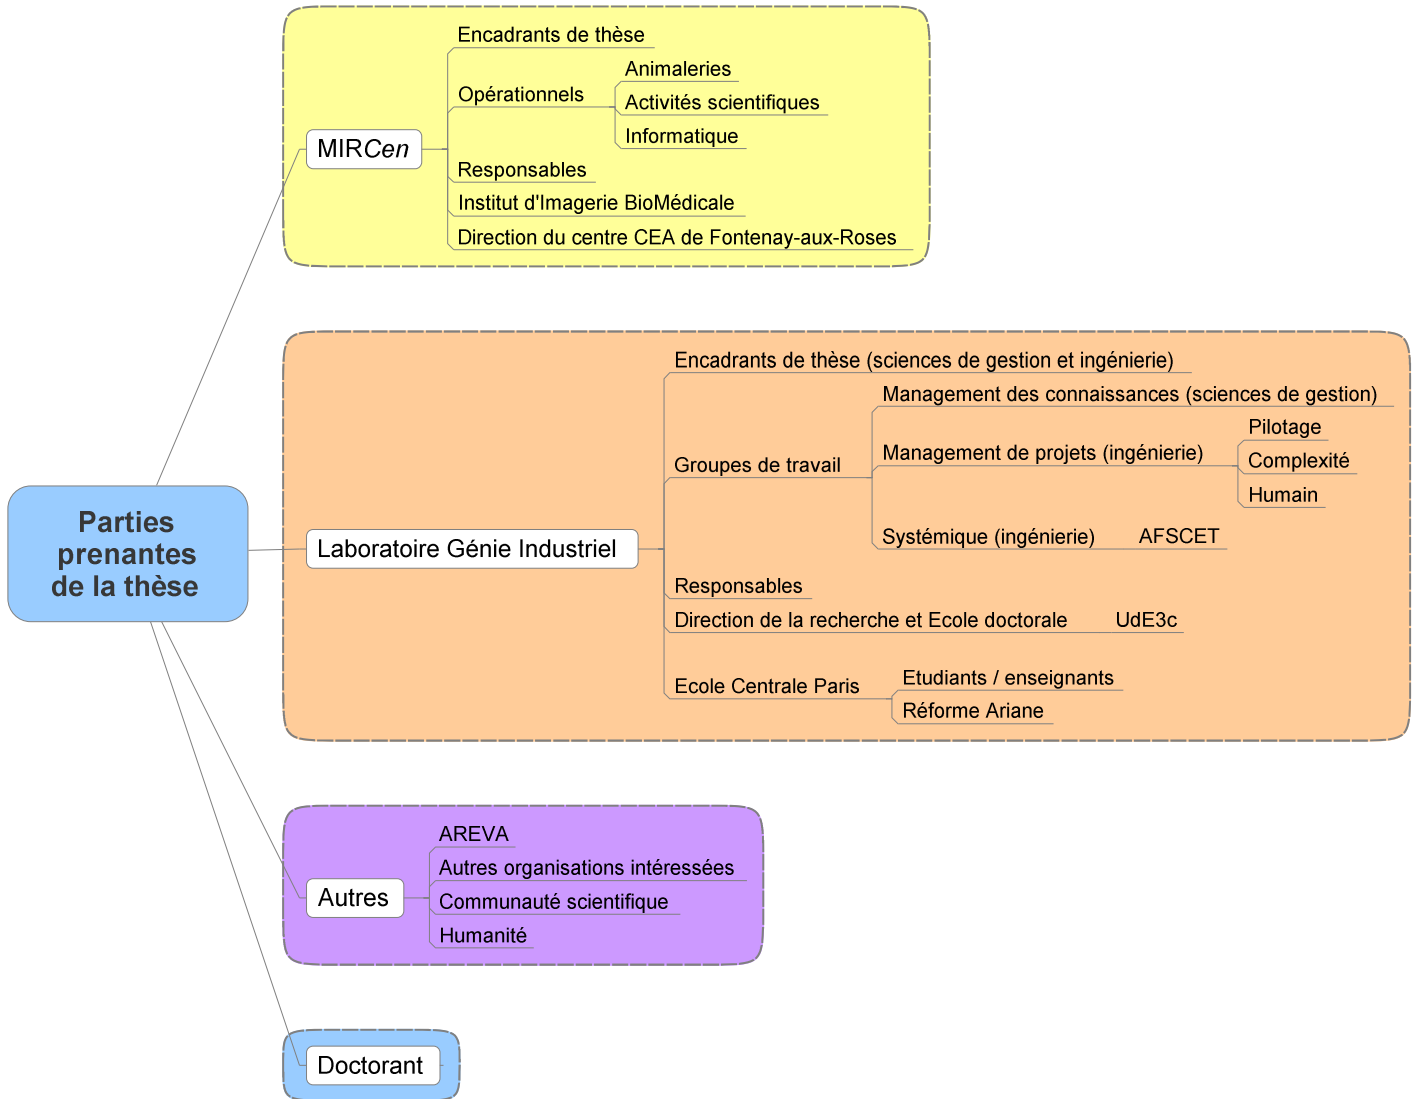 Parties
prenantes
de la thèse
MIRCen
Encadrants de thèse
Opérationnels
Animaleries
Activités scientifiques
Informatique
Responsables
Institut d'Imagerie BioMédicale
Direction du centre CEA de Fontenay-aux-Roses
Laboratoire Génie Industriel
Encadrants de thèse (sciences de gestion et ingénierie)
Groupes de travail
Management des connaissances (sciences de gestion)
Management de projets (ingénierie)
Pilotage
Complexité
Humain
Systémique (ingénierie)
AFSCET
Responsables
Direction de la recherche et Ecole doctorale
UdE3c
Ecole Centrale Paris
Etudiants / enseignants
Réforme Ariane
Autres
AREVA
Autres organisations intéressées
Communauté scientifique
Humanité
Doctorant